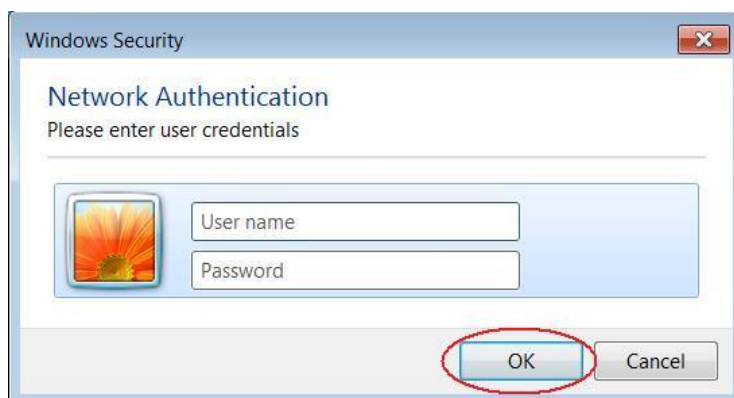 Windows Security
Network Authentication
Please enter user credentials
User name
Password
OK Cancel